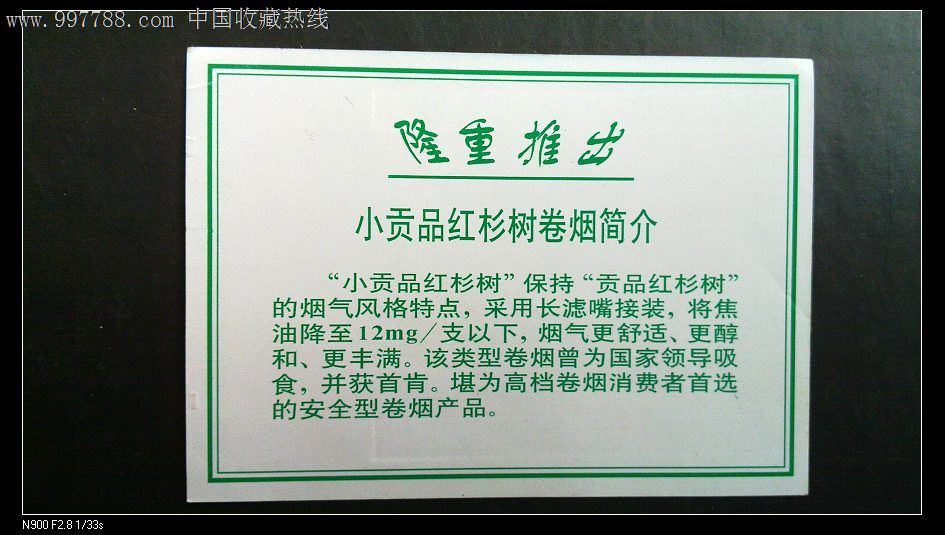 www.997788.com 中国收藏热线
隆重推出
小贡品红杉树卷烟简介
“小贡品红杉树”保持“贡品红杉树”
的烟气风格特点，采用长滤嘴接装，将焦
油降至12mg／支以下，烟气更舒适、更醇
和、更丰满。该类型卷烟曾为国家领导吸
食，并获首肯。堪为高档卷烟消费者首选
的安全型卷烟产品。
N900 F2.8 1/33s